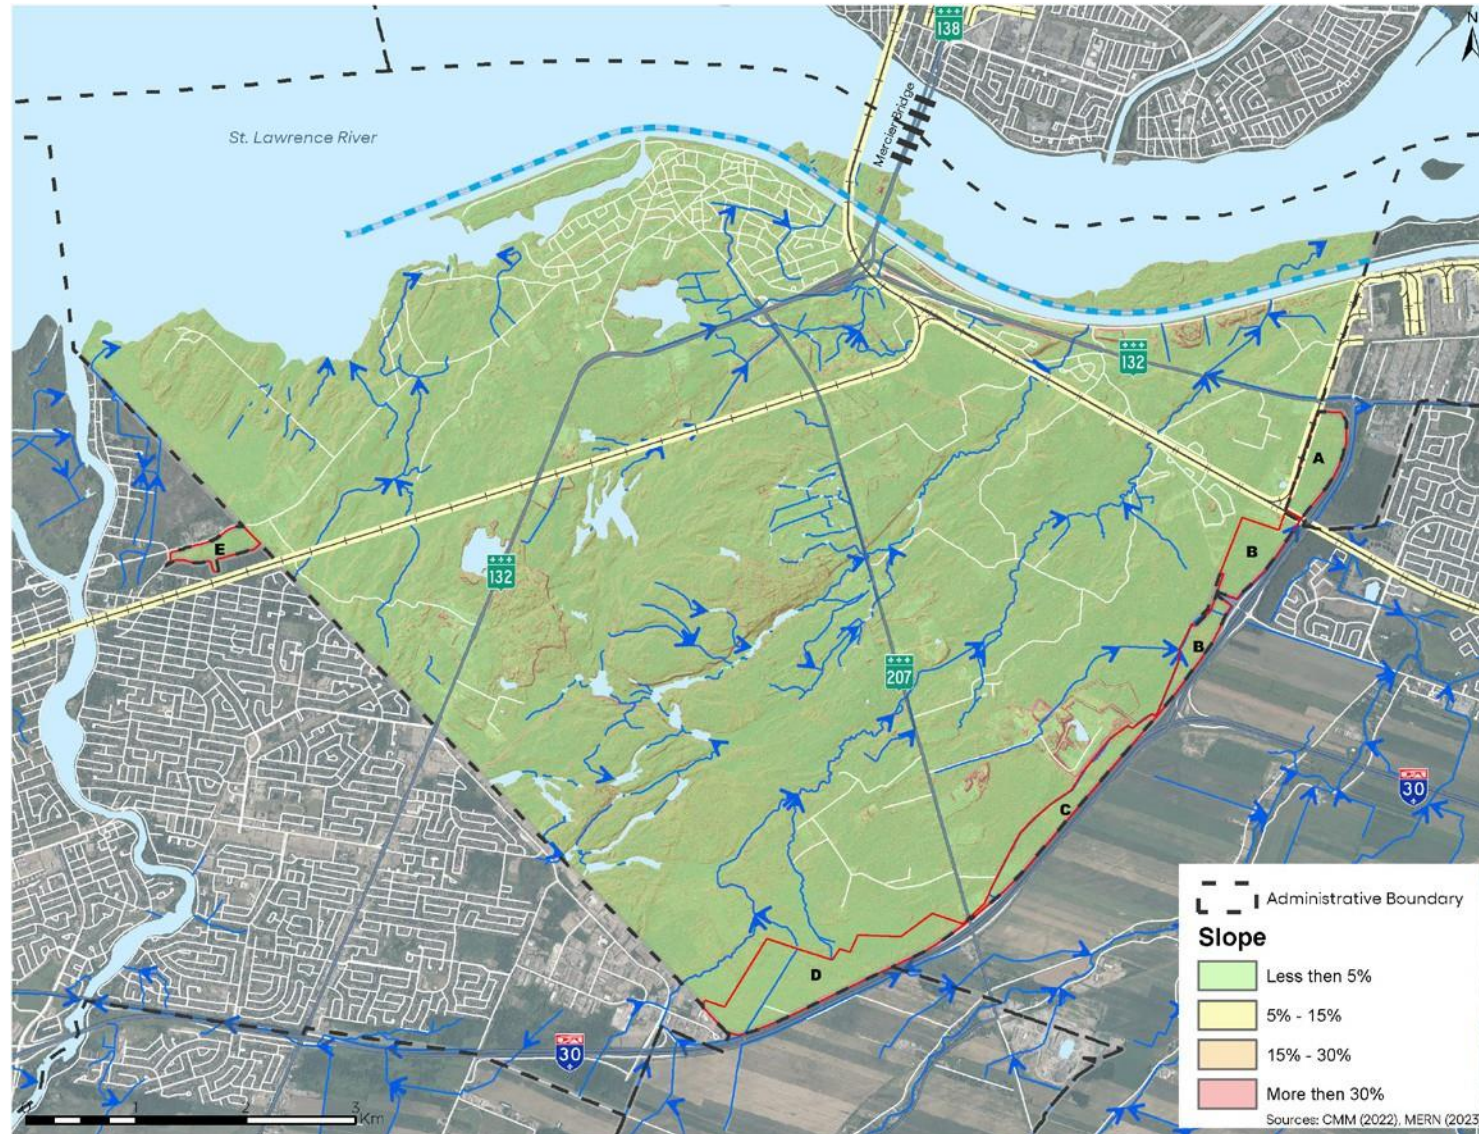 N
138
Mercier Bridge
St. Lawrence River
132
A
B
E
132
B
207
30
C
D
30
Administrative Boundary
Slope
Less then 5%
5% - 15%
15% - 30%
More then 30%
Sources: CMM (2022), MERN (2023
1 2 3 Km